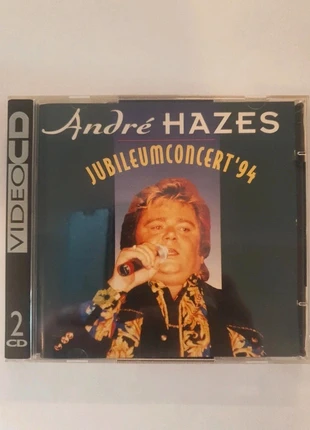 André HAZES
JUBILEUMCONCERT'94
VIDEO CD
2
CD